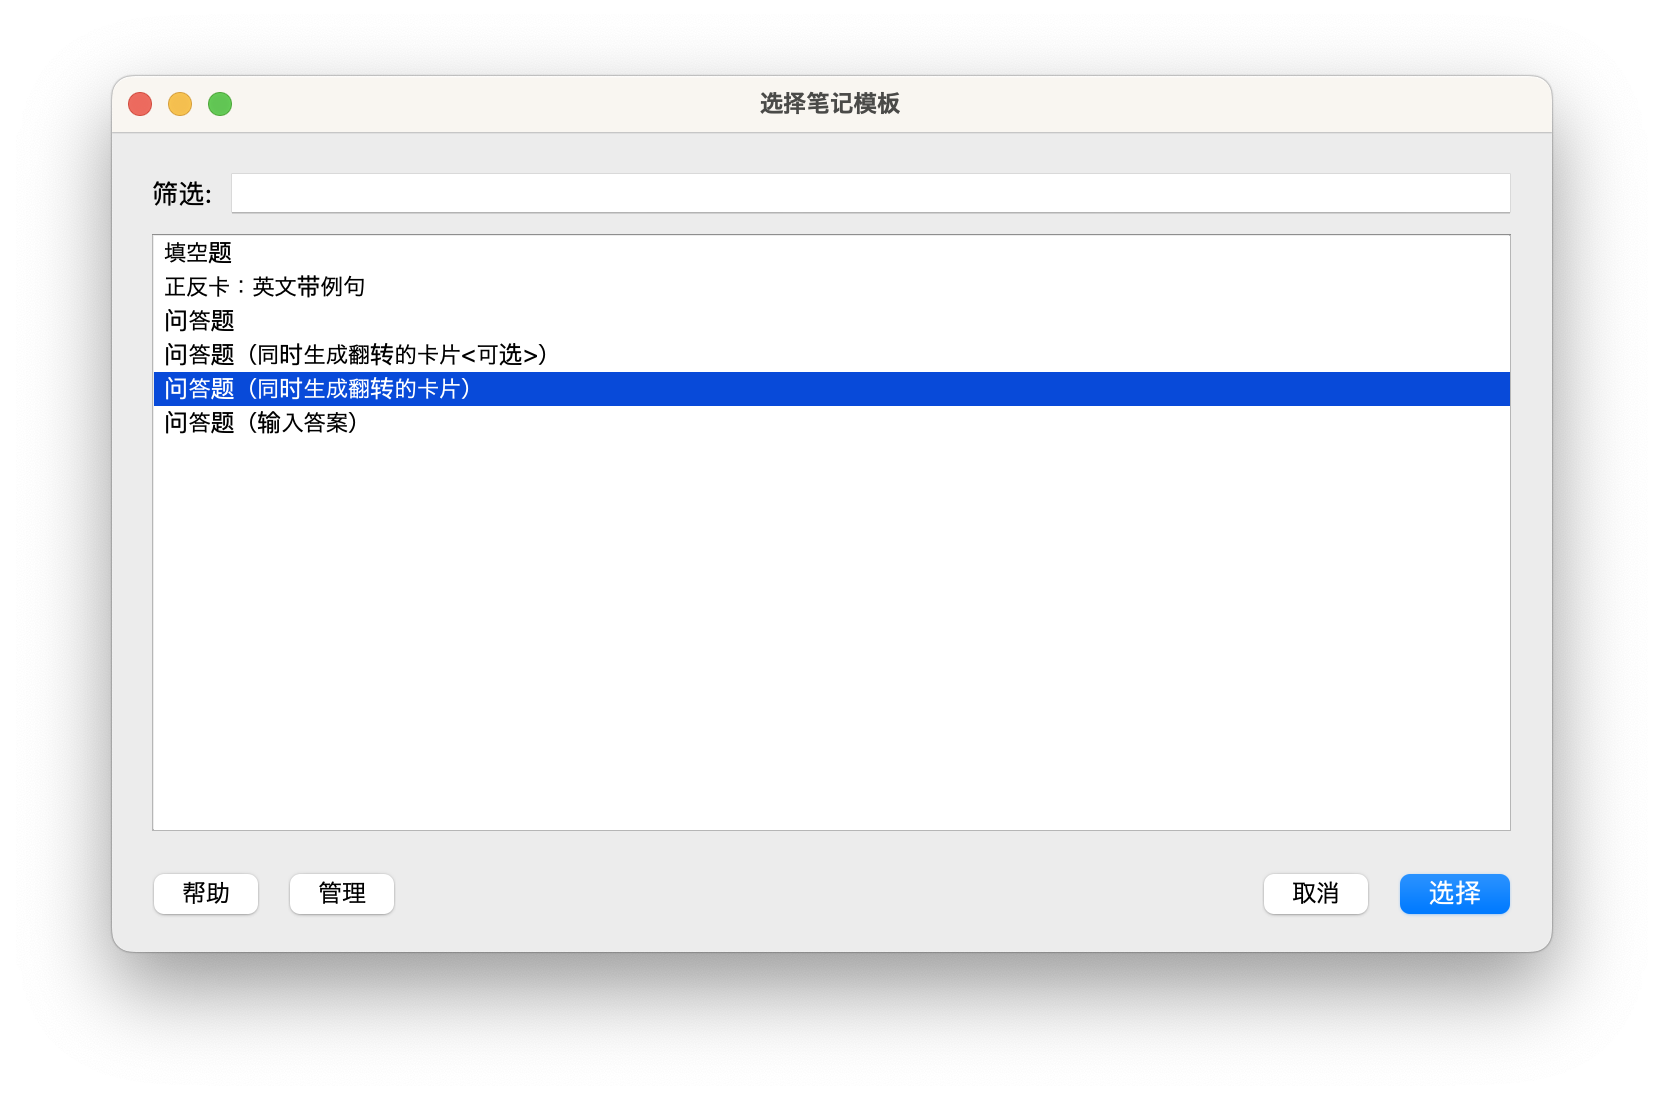 选择笔记模板
筛选:
填空题
正反卡：英文带例句
问答题
问答题（同时生成翻转的卡片<可选>）
问答题（同时生成翻转的卡片）
问答题（输入答案）
帮助 管理 取消 选择